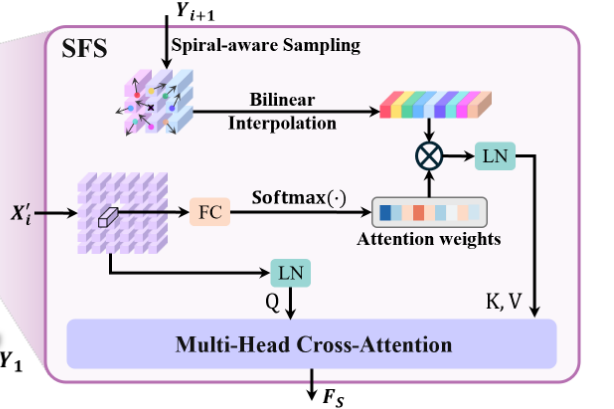 Y_{i+1}
SFS
Spiral-aware Sampling
Bilinear
Interpolation
LN
X'_i
FC
Softmax(·)
Attention weights
LN
Q
K, V
Multi-Head Cross-Attention
Y_1
F_S